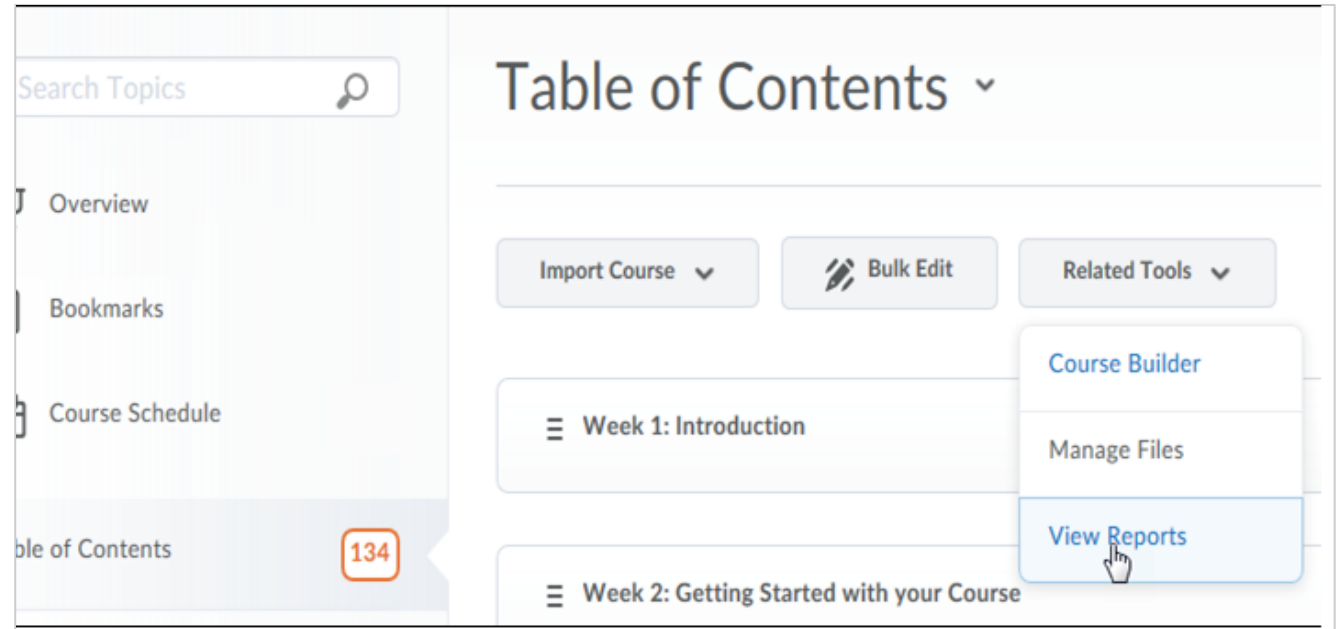 Search Topics
Overview
Bookmarks
Course Schedule
ble of Contents
134
Table of Contents
Import Course
Bulk Edit
Related Tools
Course Builder
Manage Files
View Reports
Week 1: Introduction
Week 2: Getting Started with your Course